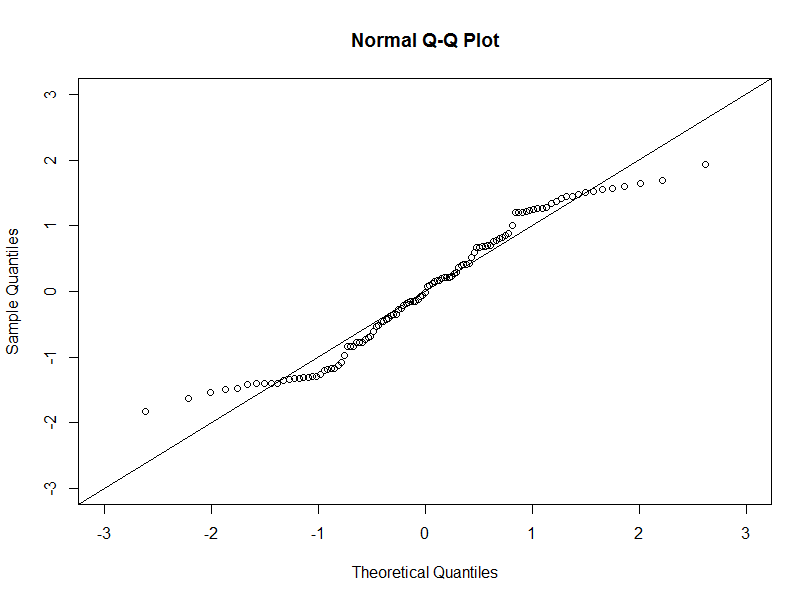 Normal Q-Q Plot
Sample Quantiles
3
2
1
0
-1
-2
-3
-3 -2 -1 0 1 2 3
Theoretical Quantiles